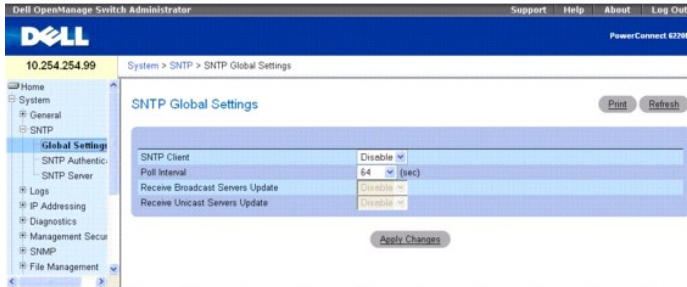 Dell OpenManage Switch Administrator Support Help About Log Out
DELL
PowerConnect
10.254.254.99 System > SNTP > SNTP Global Settings
Home
System
General
SNTP
Global Settings
SNTP Authentic
SNTP Server
Logs
IP Addressing
Diagnostics
Management Secur
SNMP
File Management
SNTP Global Settings Print Refresh
SNTP Client Disable
Poll Interval 64 (sec)
Receive Broadcast Servers Update Disable
Receive Unicast Servers Update Disable
Apply Changes